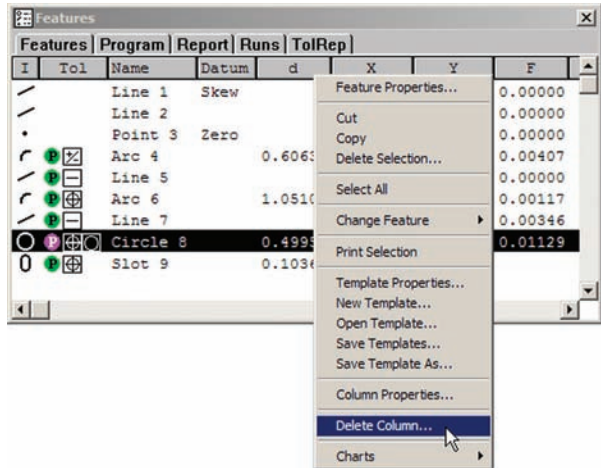 Features
Features Program Report Runs TolRep
I Tol Name Datum d X Y F
Line 1 Skew 0.00000
Line 2 0.00000
Point 3 Zero 0.00000
P Arc 4 0.6063 0.00407
P Line 5 0.00000
P Arc 6 1.0510 0.00117
P Line 7 0.00346
P Circle 8 0.4995 0.01129
P Slot 9 0.1036
Feature Properties...
Cut
Copy
Delete Selection...
Select All
Change Feature
Print Selection
Template Properties...
New Template...
Open Template...
Save Templates...
Save Template As...
Column Properties...
Delete Column...
Charts